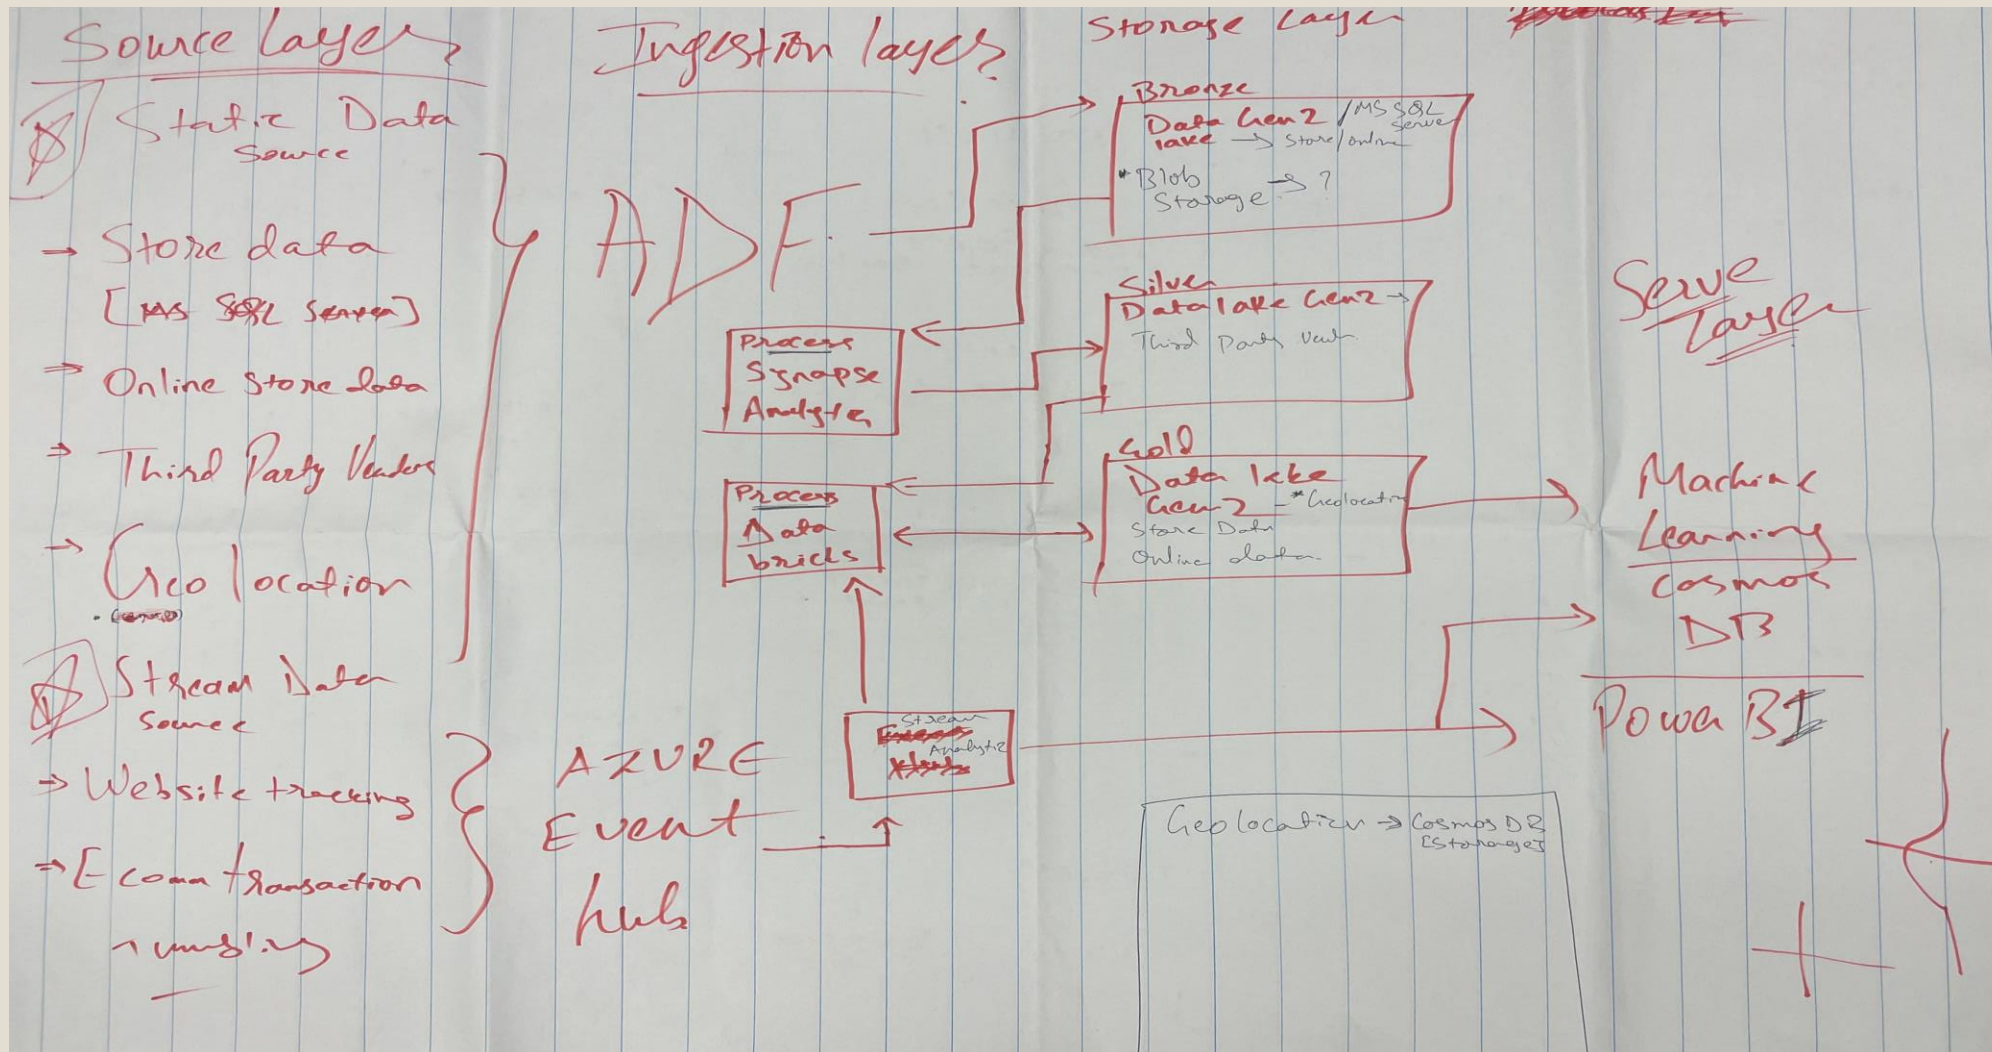 Source Layer
Static Data
Source
→ Store data
[MS SQL Server]
→ Online Store data
→ Third Party Vendors
→ Geo location
Stream Data
Source
→ Website tracking
→ E comm transaction
Ingestion layer
ADF
Process
Synapse
Analytics
Process
Data
bricks
Stream
Analytic
AZURE
Event
hub
Storage Layer
Bronze
Data Gen2 / MS SQL
Server
lake → Store/online
* Blob → ?
Storage
Silver
Data lake Gen2 →
Third Party
Gold
Data lake
Gen2 - * Geolocation
Store Data
Online data.
Geolocation → Cosmos DB
[Storage]
Serve
Layer
Machine
Learning
Cosmos
DB
Power BI